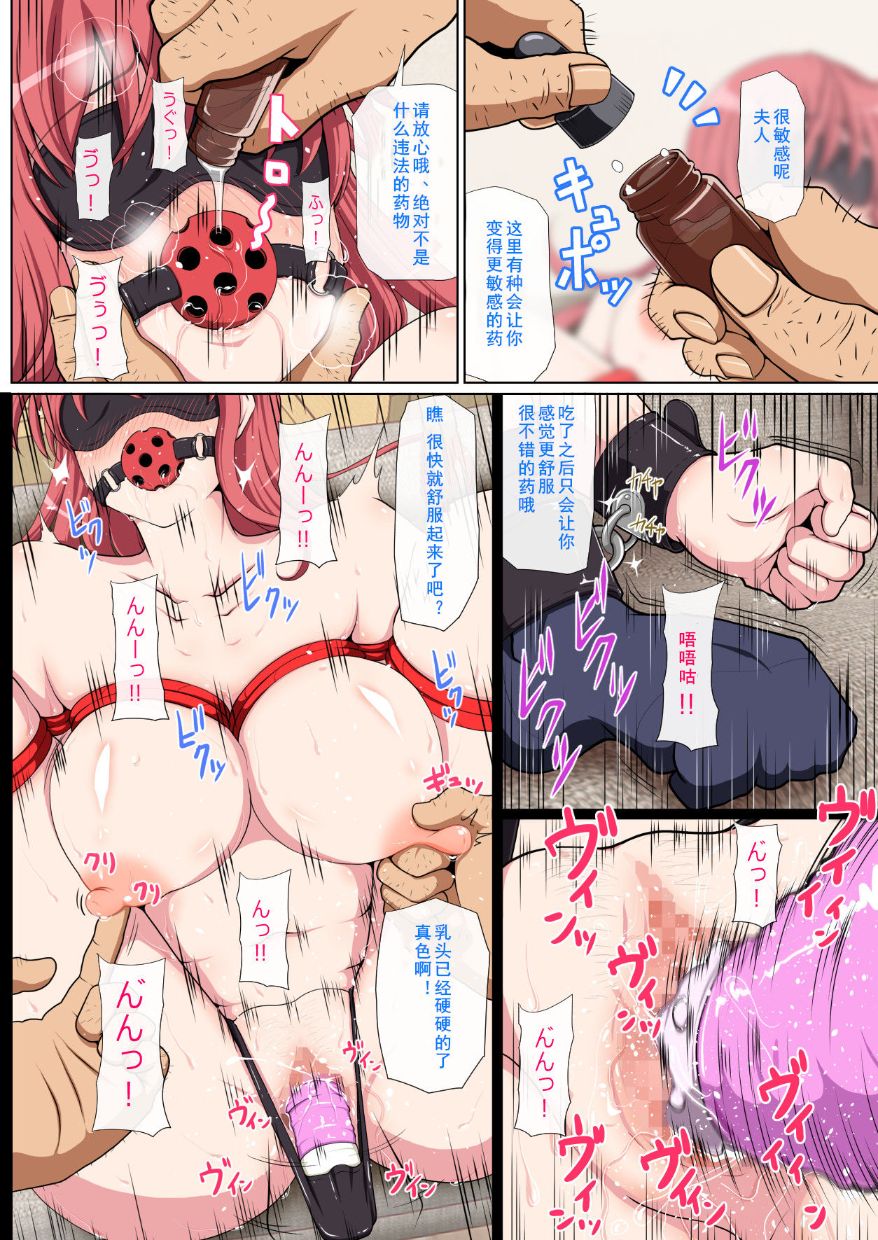 很敏感呢
夫人
キュポッ
这里有种会让你
变得更敏感的药
请放心哦、绝对不是
什么违法的药物
うぐっ！
ゔっ！
ふっ！
ゔぅっ！
トロ〜
吃了之后只会让你
感觉更舒服
很不错的药哦
ビクッ
ガチャ
ガチャ
唔唔咕!!
ビクッ
ビクッ
瞧 很快就舒服起来了吧?
んんーっ!!
んんーっ!!
ビクッ
ビクッ
ビクッ
ビクッ
ギュッ
クリ
クリ
んっ!!
乳头已经硬硬的了
真色啊!
ん゙んっ！
ヴィン
ヴィン
ヴィン
ヴィン
ん゙っ！
ん゙んっ！
ヴィィンッ
ヴィィィン
ヴィンッ
ヴィィン
ヴィン
ヴィン